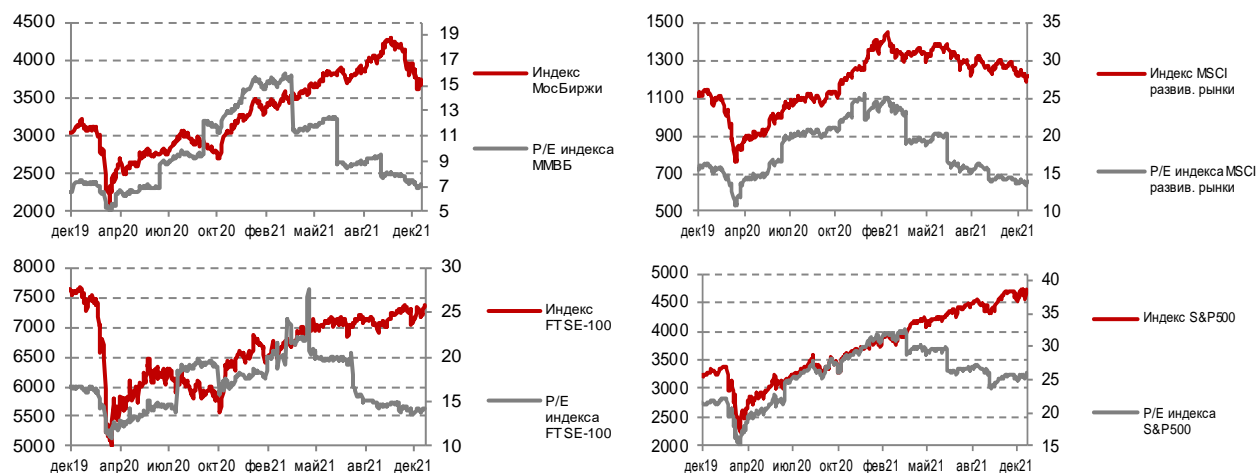 4500
4000
3500
3000
2500
2000
19
17
15
13
11
9
7
5
дек19 апр20 июл20 окт20 фев21 май21 авг21 дек21
Индекс
МосБиржи
P/E индекса
ММВБ
1500
1300
1100
900
700
500
35
30
25
20
15
10
дек19 апр20 июл20 окт20 фев21 май21 авг21 дек21
Индекс MSCI
развив. рынки
P/E индекса MSCI
развив. рынки
8000
7500
7000
6500
6000
5500
5000
30
25
20
15
10
дек19 апр20 июл20 окт20 фев21 май21 авг21 дек21
Индекс
FTSE-100
P/E
индекса
FTSE-100
5000
4500
4000
3500
3000
2500
2000
40
35
30
25
20
15
дек19 апр20 июл20 окт20 фев21 май21 авг21 дек21
Индекс S&P500
P/E индекса
S&P500